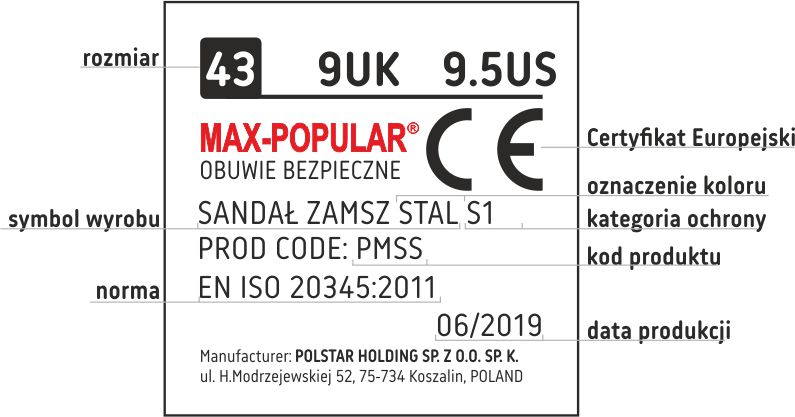 rozmiar
43 9UK 9.5US
MAX-POPULAR®
OBUWIE BEZPIECZNE
CE
Certyfikat Europejski
oznaczenie koloru
symbol wyrobu
SANDAŁ ZAMSZ STAL S1
kategoria ochrony
PROD CODE: PMSS
kod produktu
norma
EN ISO 20345:2011
06/2019
data produkcji
Manufacturer: POLSTAR HOLDING SP. Z O.O. SP. K.
ul. H.Modrzejewskiej 52, 75-734 Koszalin, POLAND